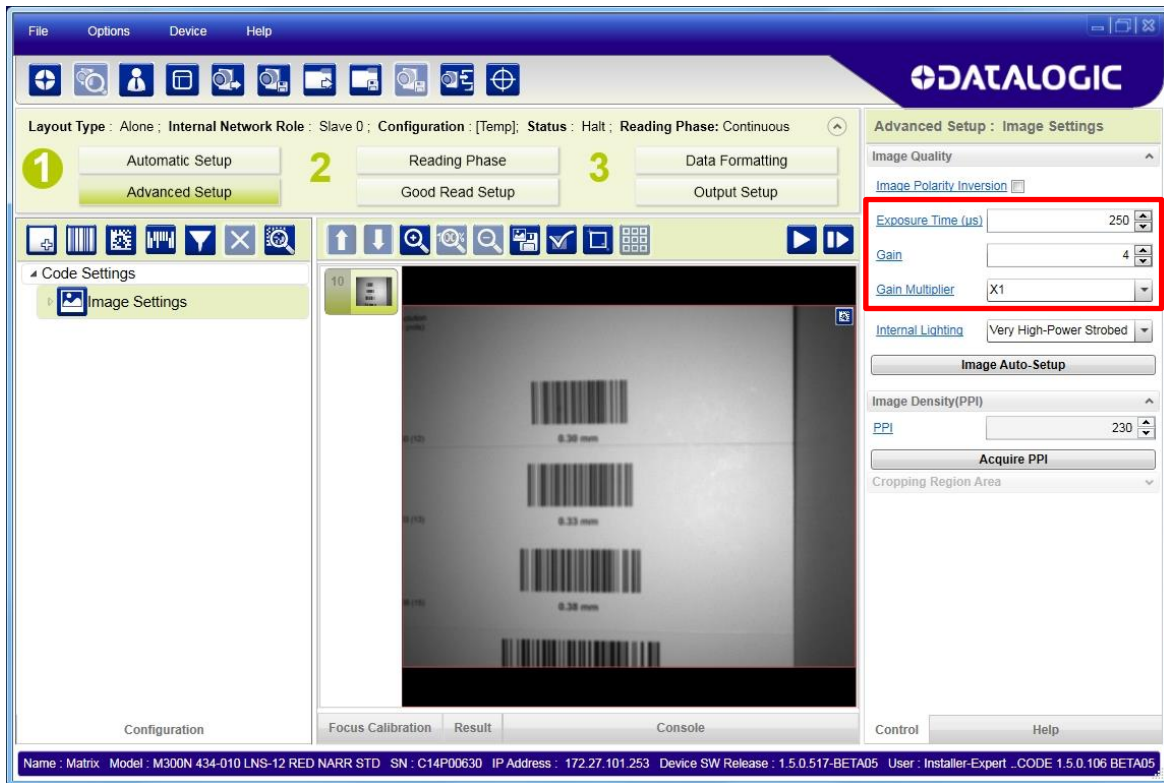 File Options Device Help
DATALOGIC
Layout Type : Alone ; Internal Network Role : Slave 0 ; Configuration : [Temp]; Status : Halt ; Reading Phase: Continuous
1 Automatic Setup
Advanced Setup
2 Reading Phase
Good Read Setup
3 Data Formatting
Output Setup
Code Settings
Image Settings
10
0.30 mm
(12)
0.33 mm
(13)
0.38 mm
(15)
Configuration
Focus Calibration Result Console
Advanced Setup : Image Settings
Image Quality
Image Polarity Inversion
Exposure Time (µs) 250
Gain 4
Gain Multiplier X1
Internal Lighting Very High-Power Strobed
Image Auto-Setup
Image Density(PPI)
PPI 230
Acquire PPI
Cropping Region Area
Control Help
Name : Matrix Model : M300N 434-010 LNS-12 RED NARR STD SN : C14P00630 IP Address : 172.27.101.253 Device SW Release : 1.5.0.517-BETA05 User : Installer-Expert ..CODE 1.5.0.106 BETA05